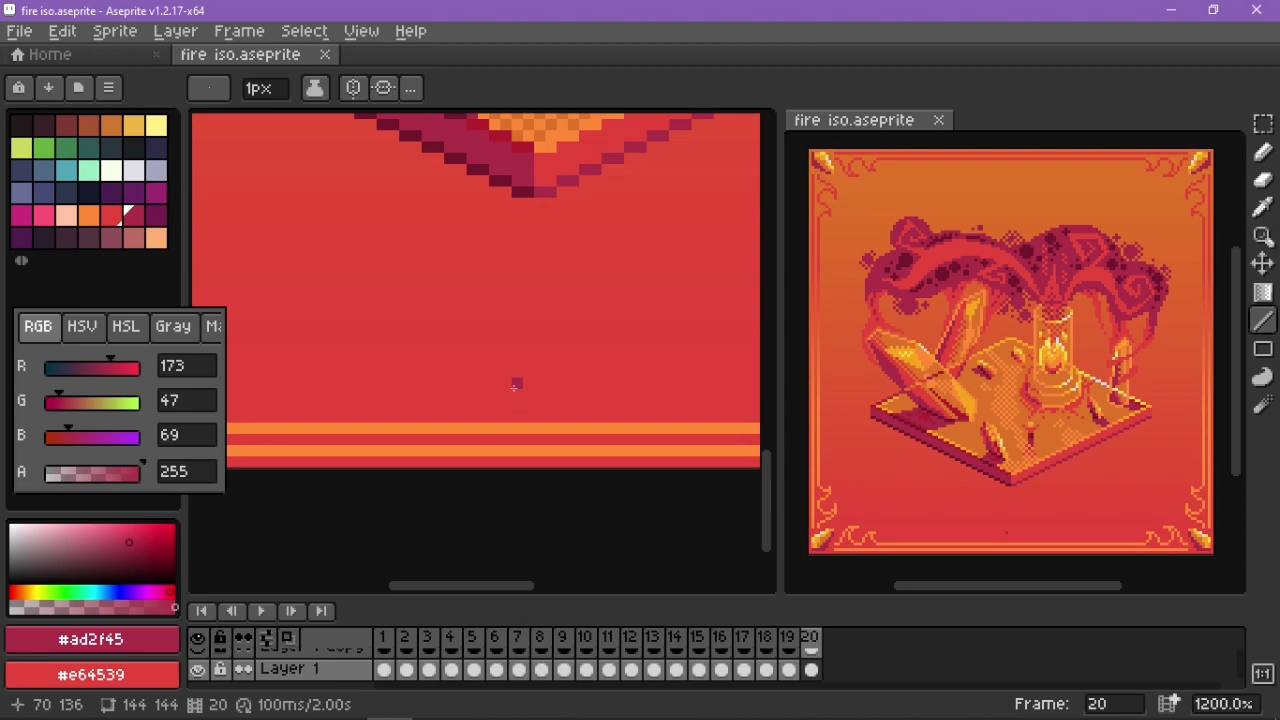 fire iso.aseprite - Aseprite v1.2.17-x64
File Edit Sprite Layer Frame Select View Help
Home fire iso.aseprite
1px ...
fire iso.aseprite
RGB HSV HSL Gray
R 173
G 47
B 69
A 255
#ad2f45
#e64539
1 2 3 4 5 6 7 8 9 10 11 12 13 14 15 16 17 18 19 20
Layer 1
1:1
70 136 144 144 20 100ms/2.00s Frame: 20 1200.0%